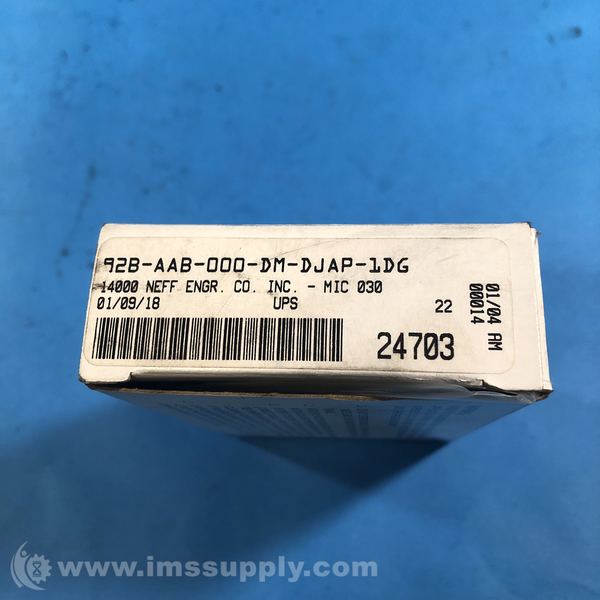 92B-AAB-000-DM-DJAP-1DG
14000 NEFF ENGR. CO. INC. - MIC 030
01/09/18 UPS 22
24703
01/04 AM
00014
www.imssupply.com